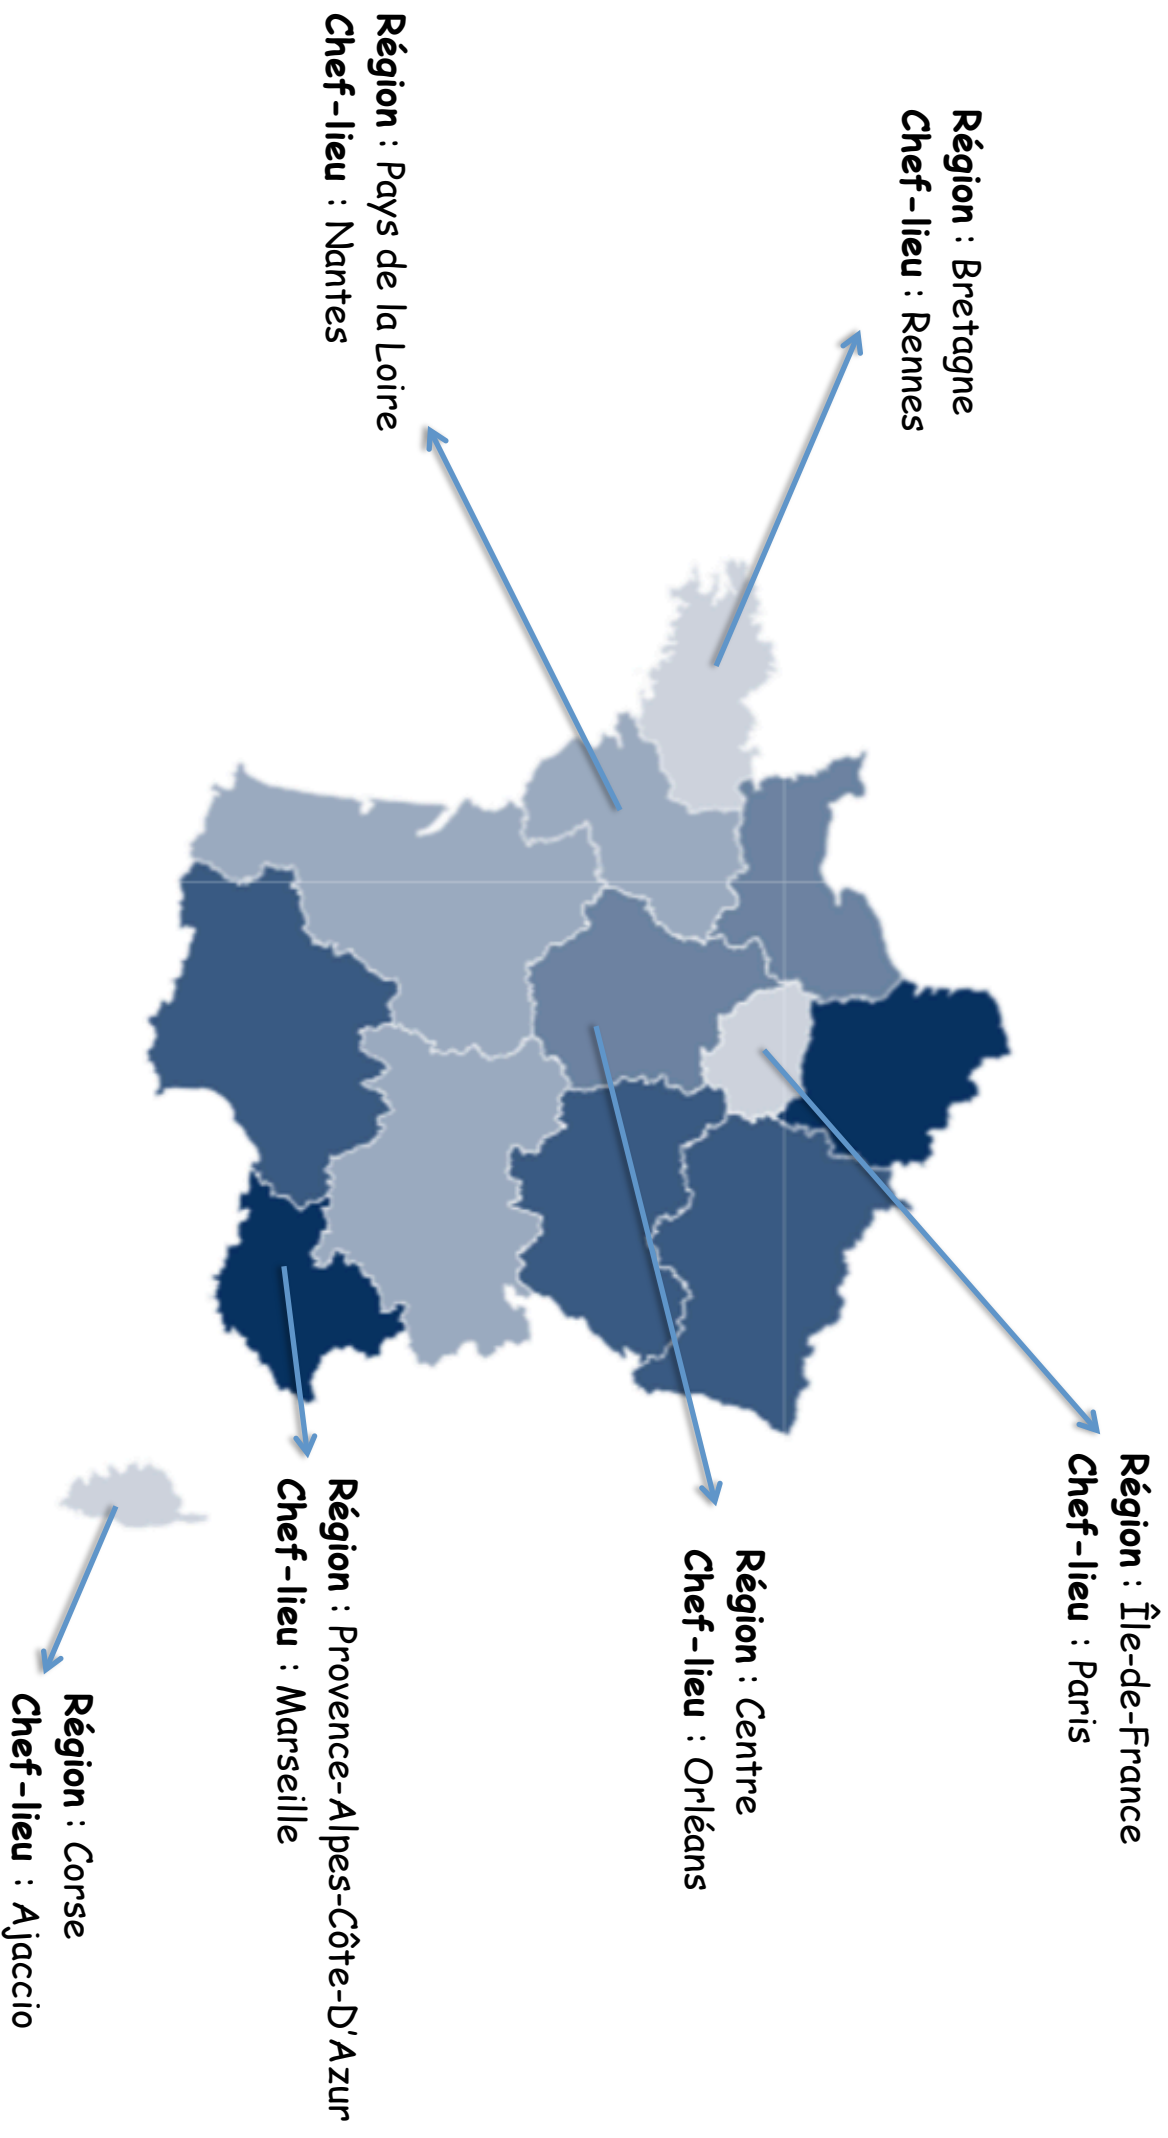 Région : Île-de-France
Chef-lieu : Paris
Région : Bretagne
Chef-lieu : Rennes
Région : Centre
Chef-lieu : Orléans
Région : Pays de la Loire
Chef-lieu : Nantes
Région : Provence-Alpes-Côte-D'Azur
Chef-lieu : Marseille
Région : Corse
Chef-lieu : Ajaccio